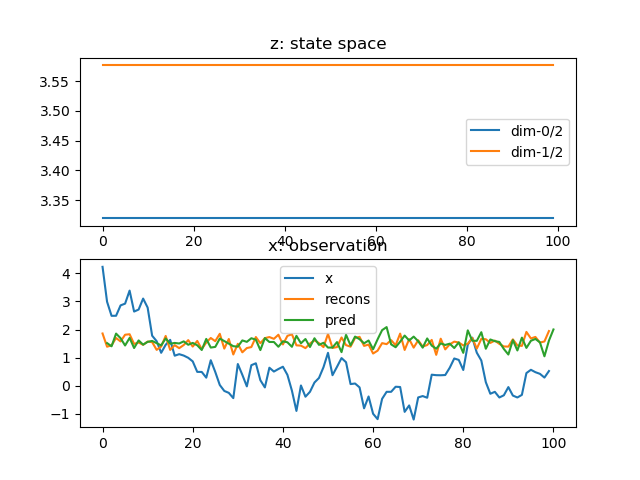 z: state space
3.55
3.50
3.45
3.40
3.35
dim-0/2
dim-1/2
0 20 40 60 80 100
x: observation
4
3
2
1
0
−1
x
recons
pred
0 20 40 60 80 100